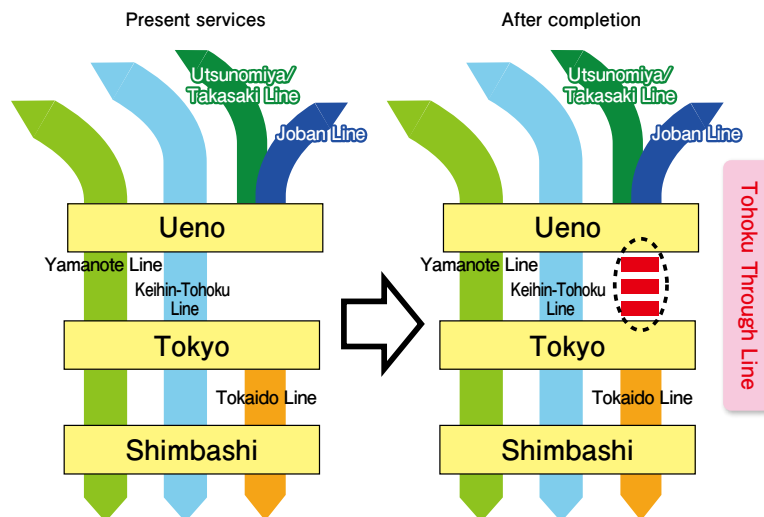 Present services
Utsunomiya/
Takasaki Line
Joban Line
Ueno
Yamanote Line
Keihin-Tohoku
Line
Tokyo
Tokaido Line
Shimbashi
After completion
Utsunomiya/
Takasaki Line
Joban Line
Ueno
Yamanote Line
Keihin-Tohoku
Line
Tokyo
Tokaido Line
Shimbashi
Tohoku Through Line